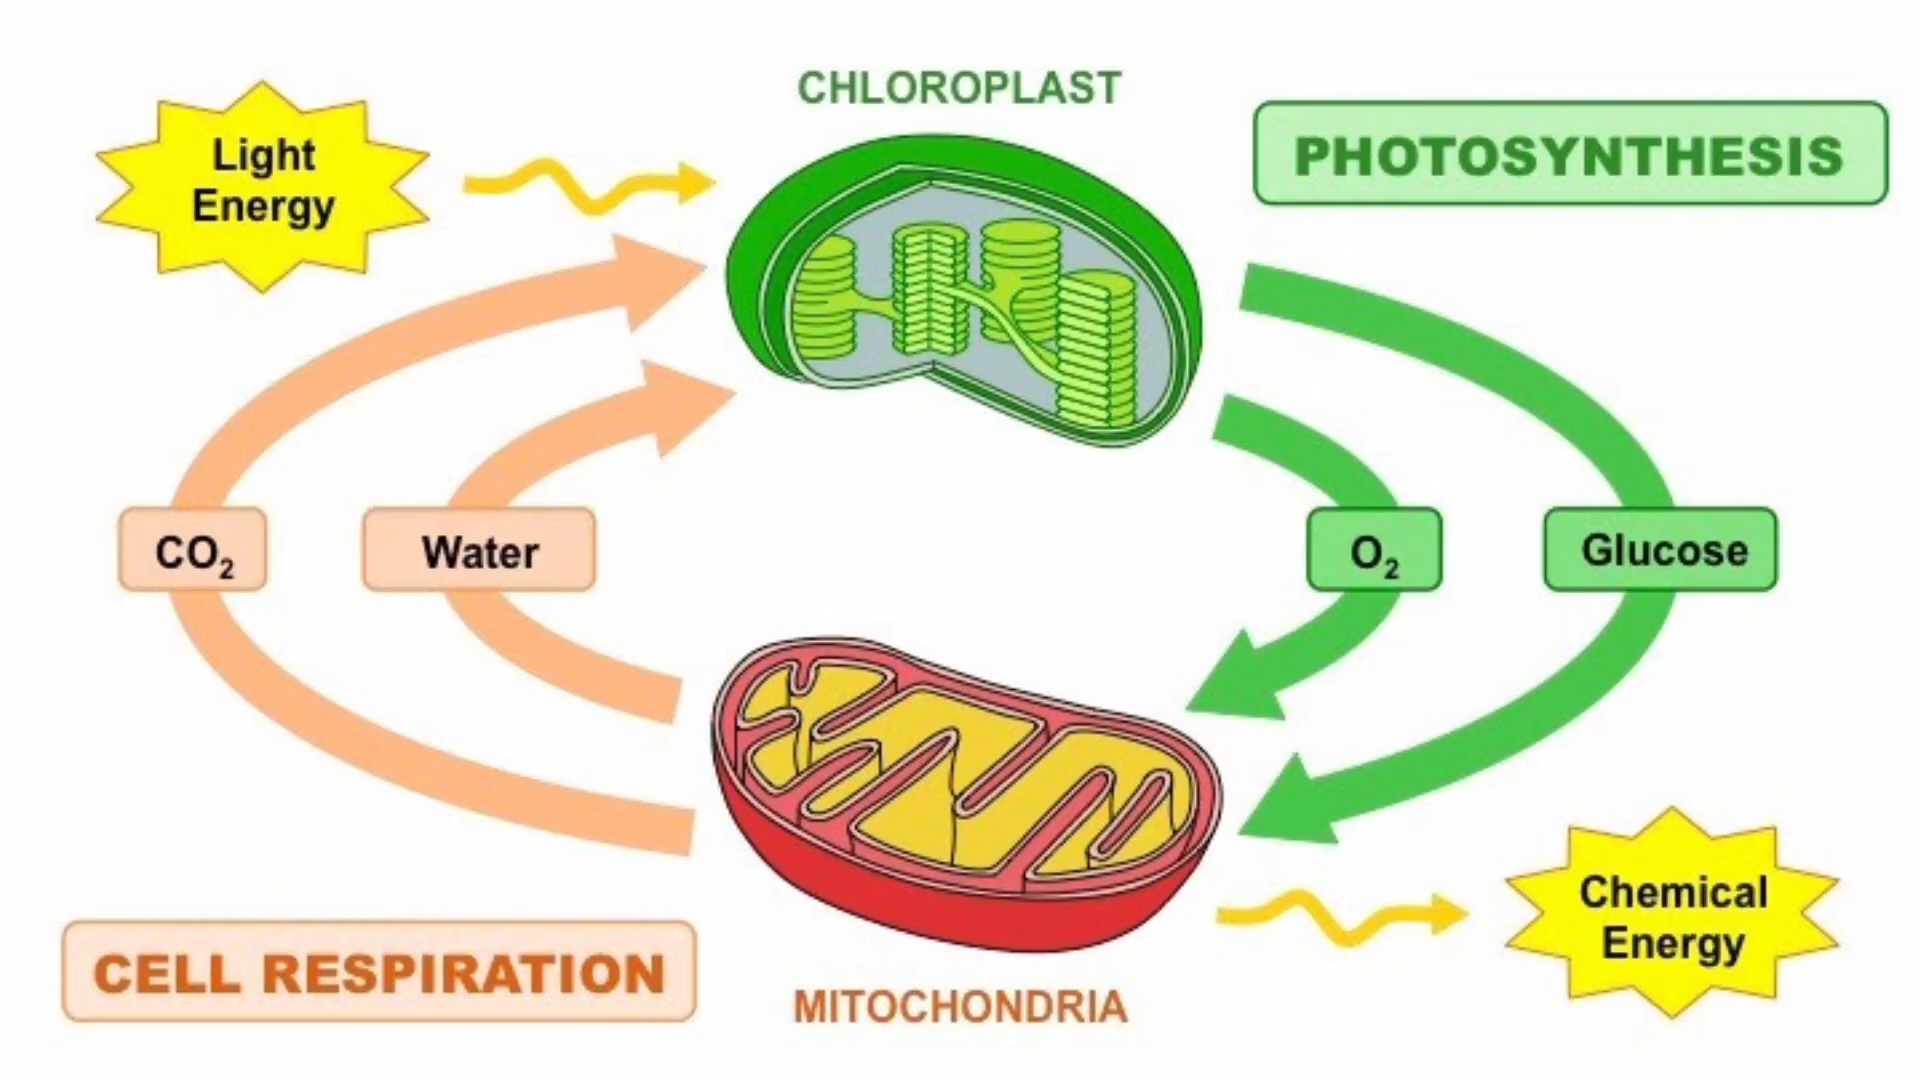 CHLOROPLAST
PHOTOSYNTHESIS
Light
Energy
CO₂
Water
O₂
Glucose
Chemical
Energy
CELL RESPIRATION
MITOCHONDRIA